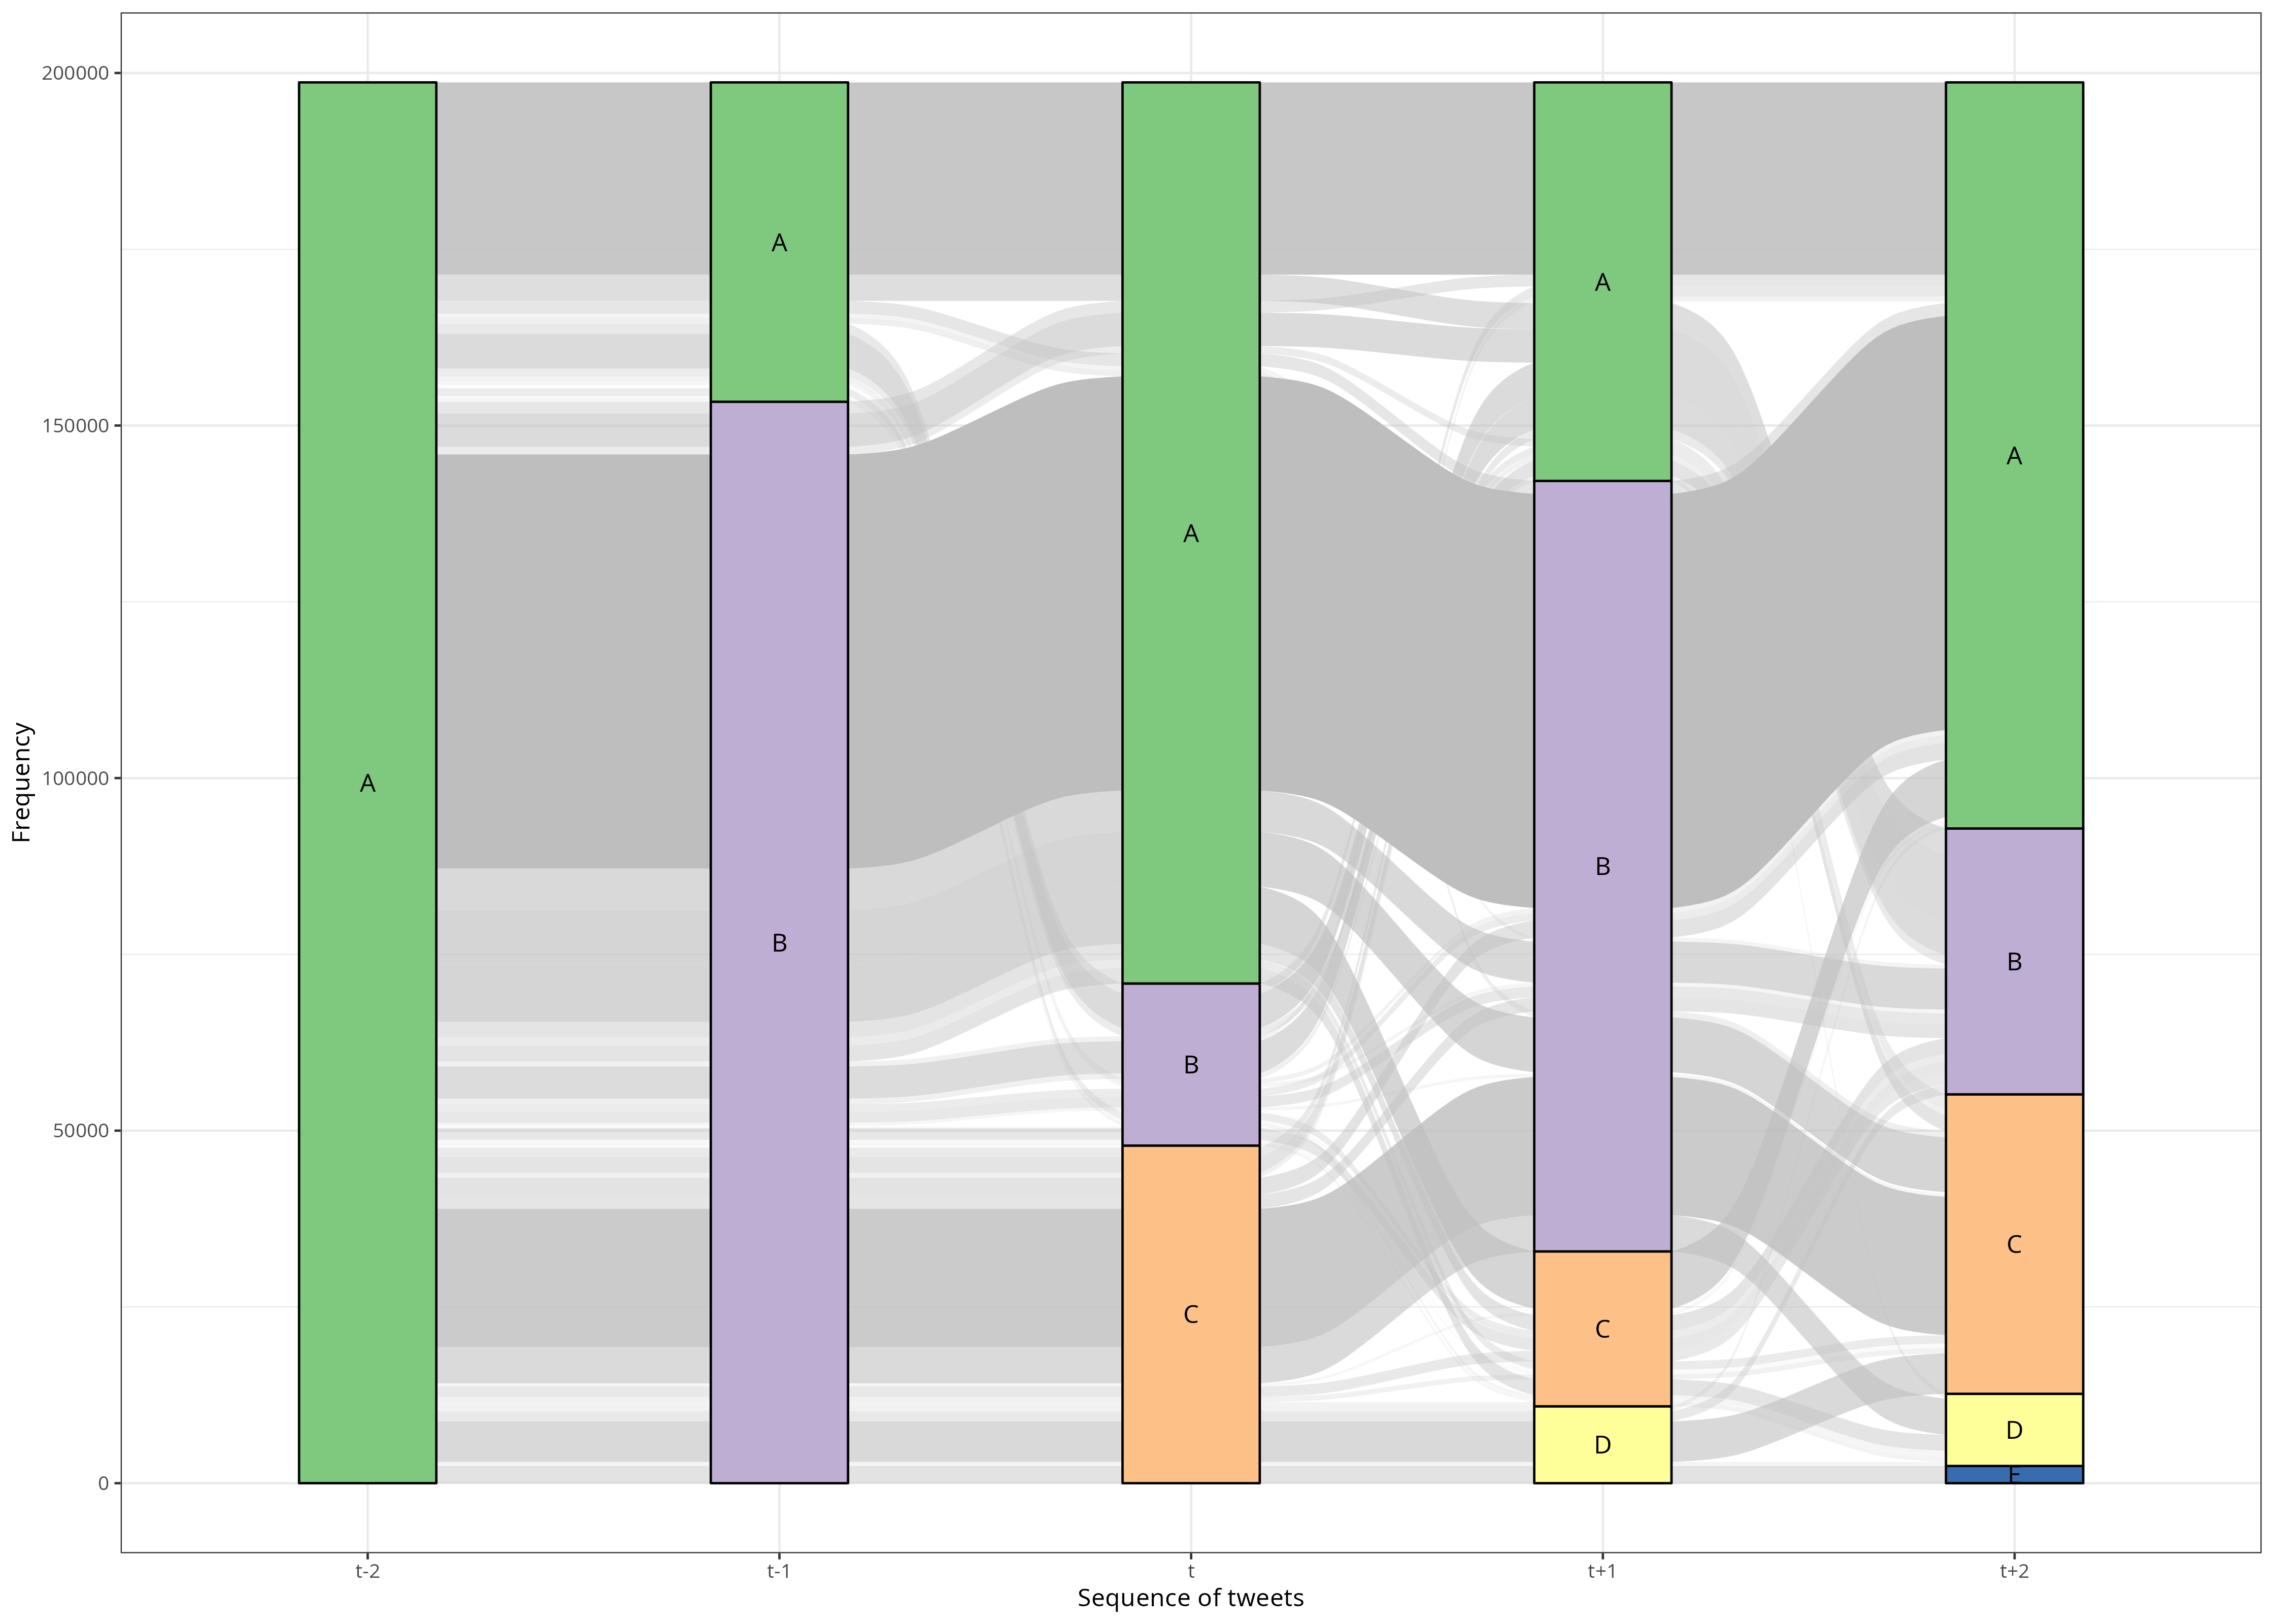 200000
150000
100000
50000
0
Frequency
A
A
B
A
B
C
A
B
C
D
A
B
C
D
E
t-2
t-1
t
t+1
t+2
Sequence of tweets